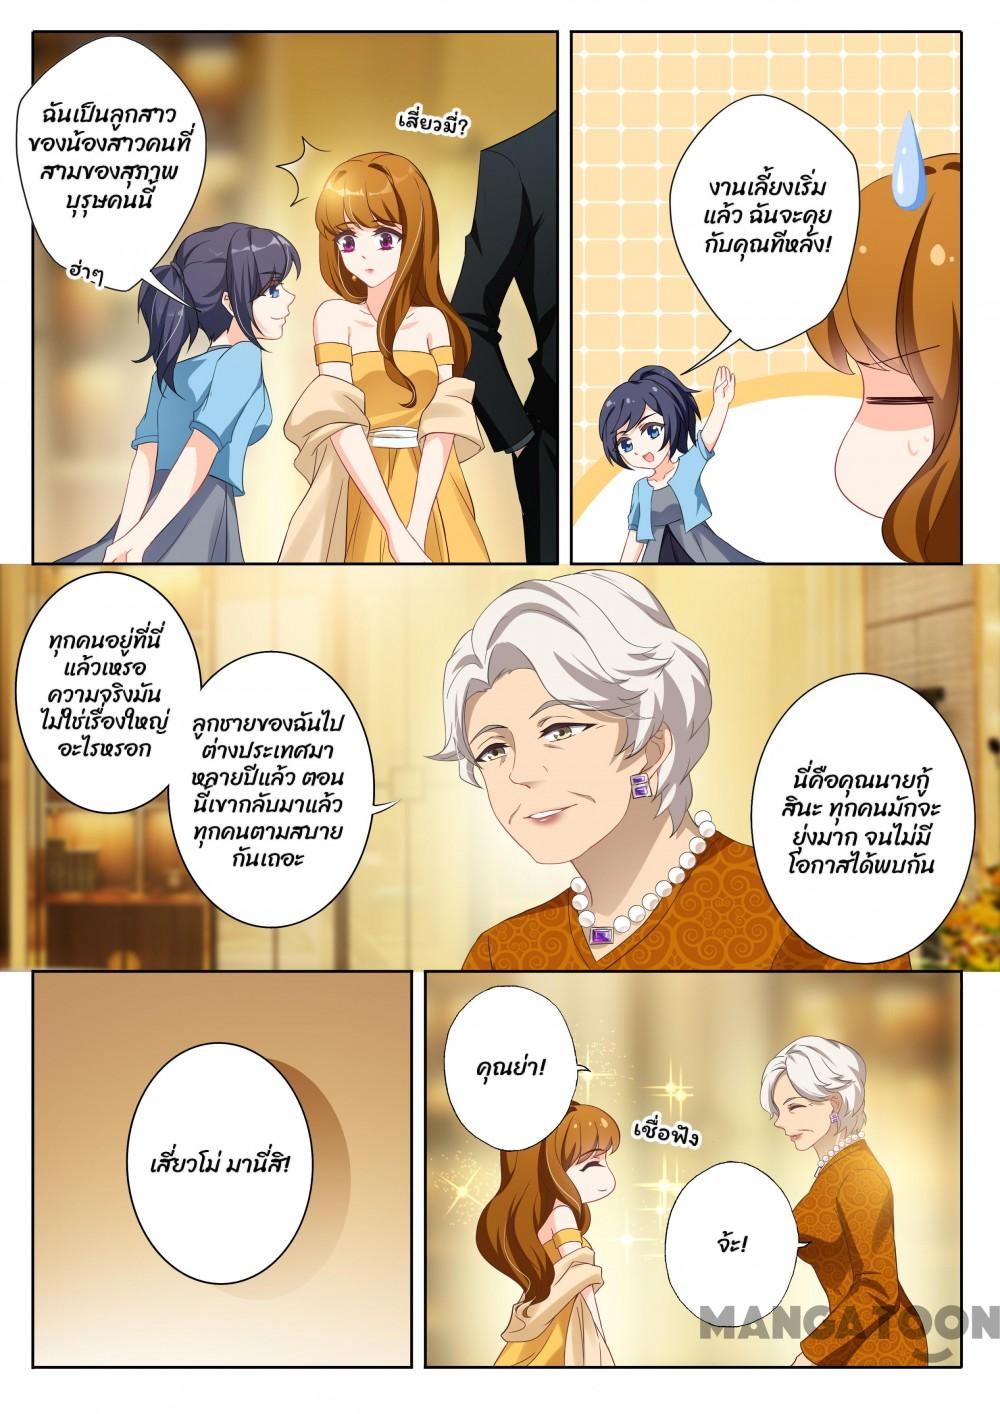 ฉันเป็นลูกสาว
ของน้องสาวคนที่
สามของสุภาพ
บุรุษคนนี้
ฮ่าๆ
เสี่ยวมี่?
งานเลี้ยงเริ่ม
แล้ว ฉันจะคุย
กับคุณทีหลัง!
ทุกคนอยู่ที่นี่
แล้วเหรอ
ความจริงมัน
ไม่ใช่เรื่องใหญ่
อะไรหรอก
ลูกชายของฉันไป
ต่างประเทศมา
หลายปีแล้ว ตอน
นี้เขากลับมาแล้ว
ทุกคนตามสบาย
กันเถอะ
นี่คือคุณนายกู้
สินะ ทุกคนมักจะ
ยุ่งมาก จนไม่มี
โอกาสได้พบกัน
เสี่ยวโม่ มานี่สิ!
คุณย่า!
เชื่อฟัง
จ้ะ!
MANGATOON